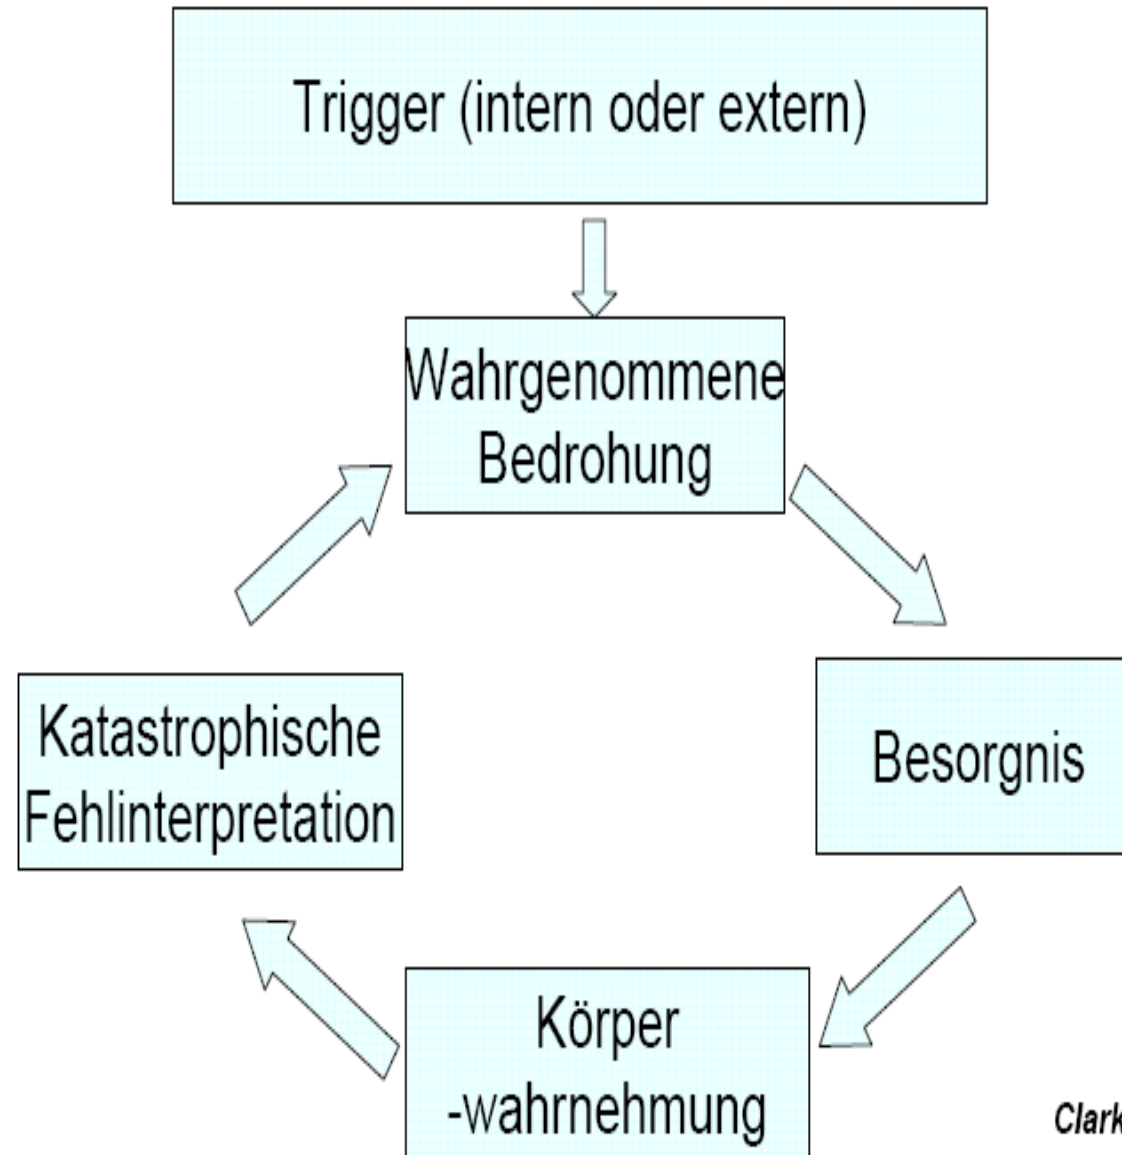 Trigger (intern oder extern)
Wahrgenommene
Bedrohung
Katastrophische
Fehlinterpretation
Besorgnis
Körper
-wahrnehmung
Clark